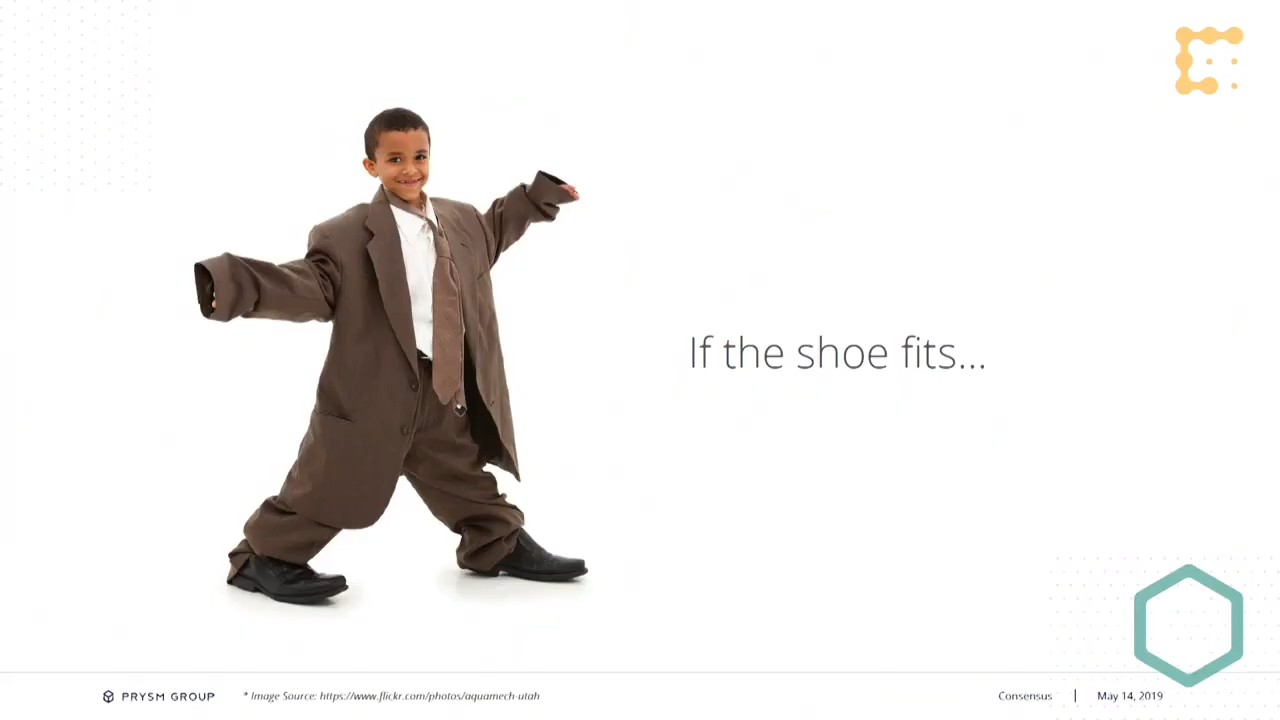 If the shoe fits...
PRYSM GROUP
* Image Source: https://www.flickr.com/photos/aquamech-utah
Consensus | May 14, 2019